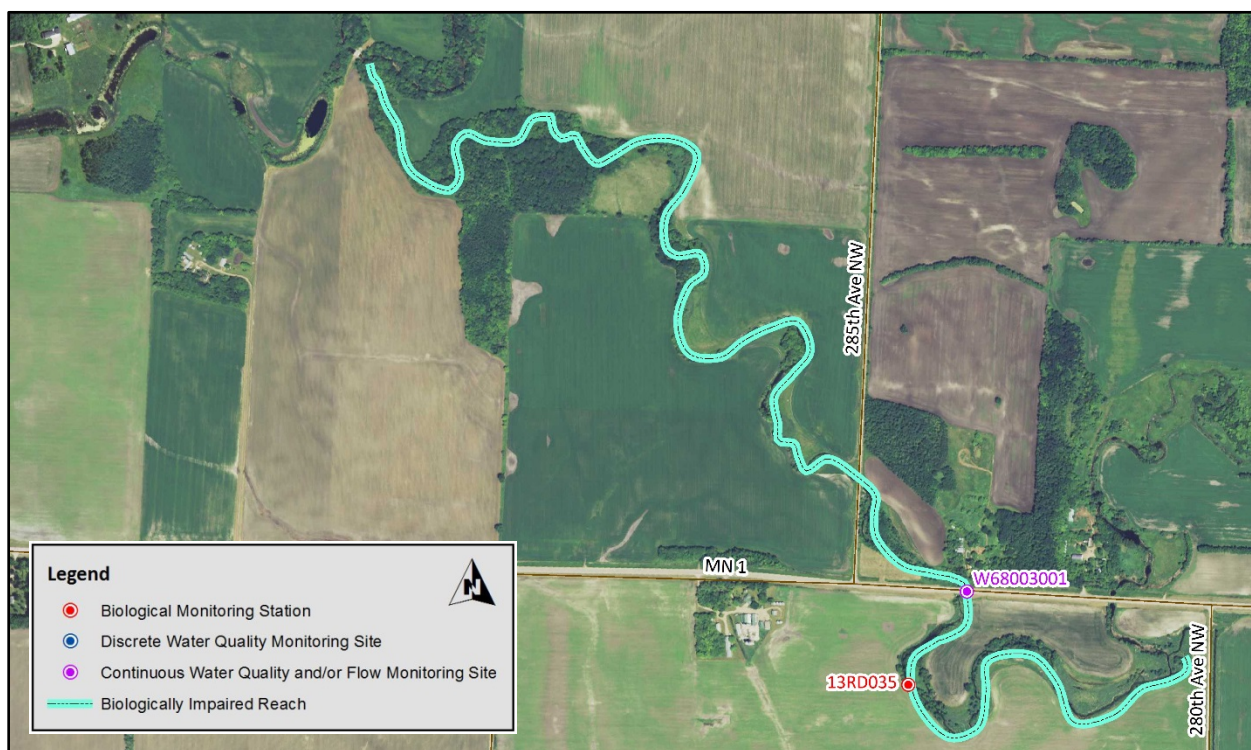 285th Ave NW
MN 1
W68003001
13RD035
280th Ave NW
Legend
N
Biological Monitoring Station
Discrete Water Quality Monitoring Site
Continuous Water Quality and/or Flow Monitoring Site
Biologically Impaired Reach